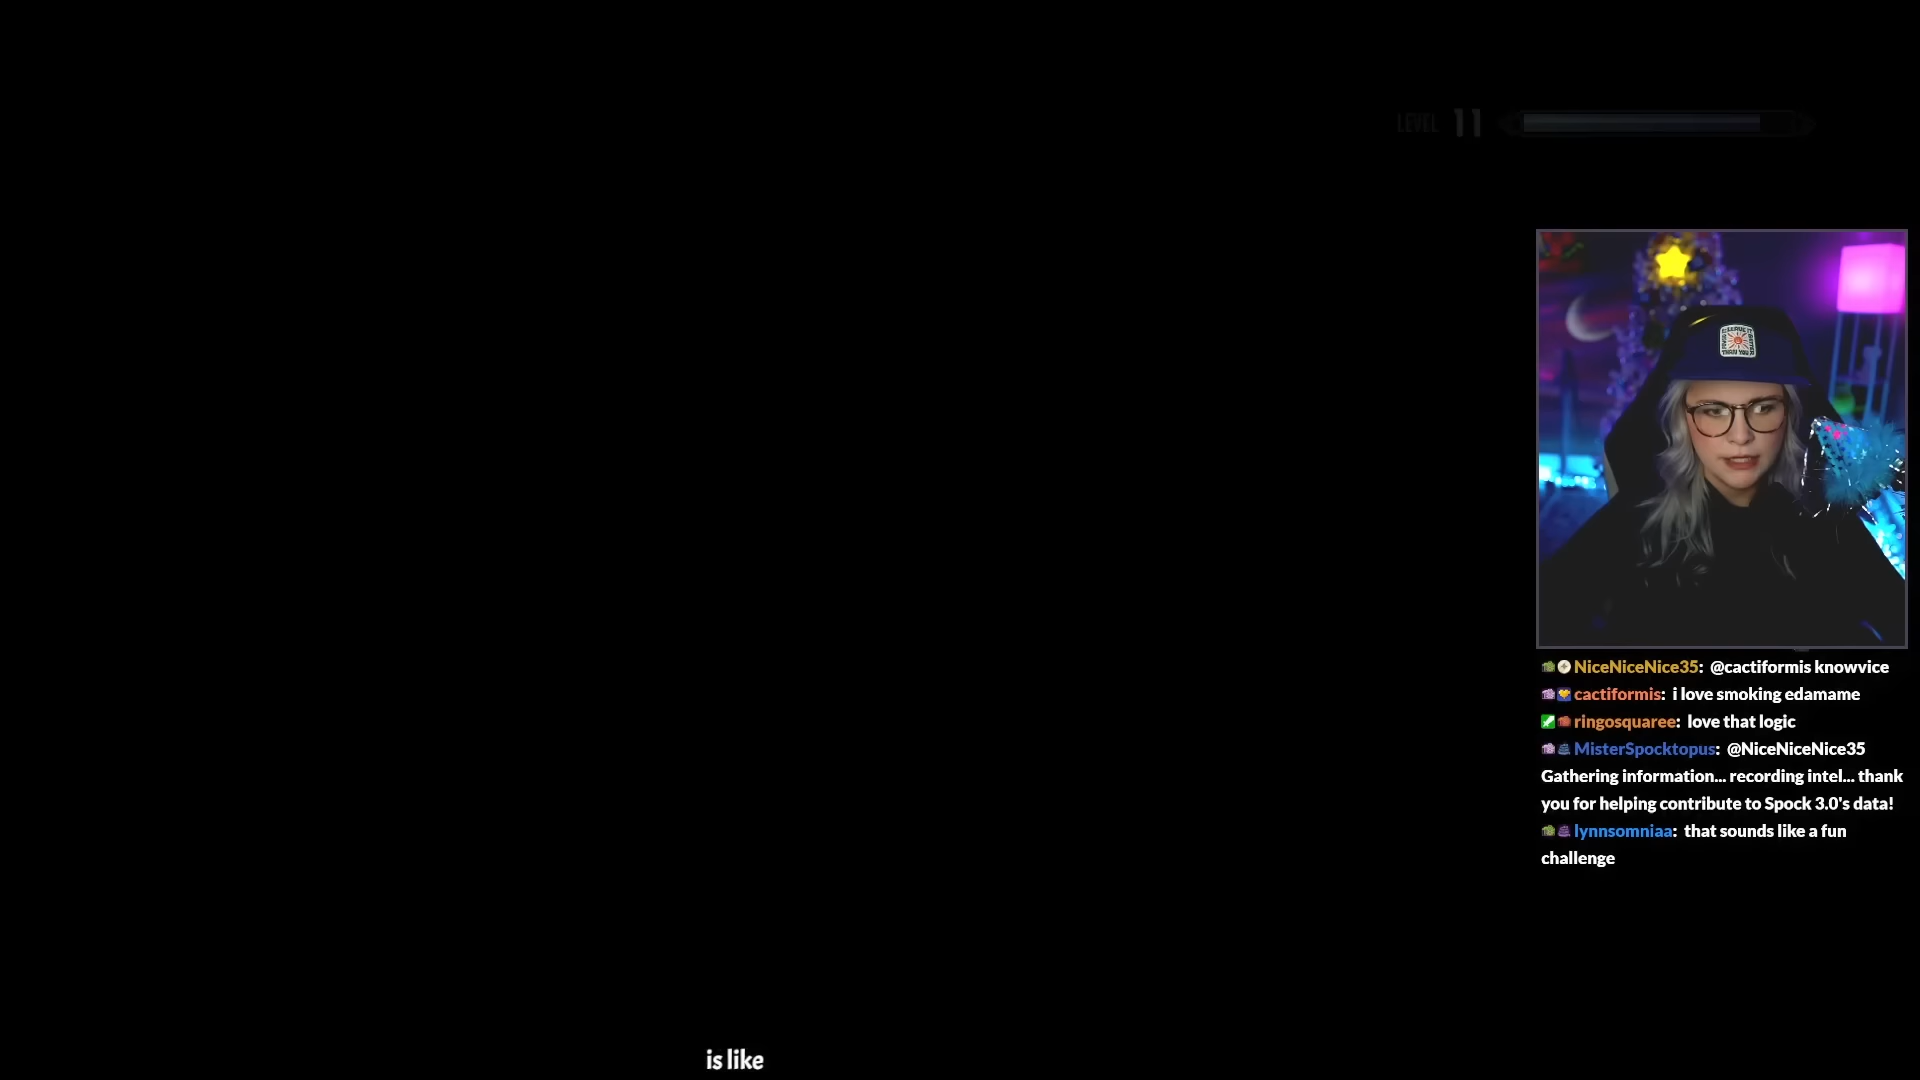 LEVEL 11
NiceNiceNice35: @cactiformis knowvice
cactiformis: i love smoking edamame
ringosquaree: love that logic
MisterSpocktopus: @NiceNiceNice35
Gathering information... recording intel... thank
you for helping contribute to Spock 3.0's data!
lynnsomniaa: that sounds like a fun
challenge
is like